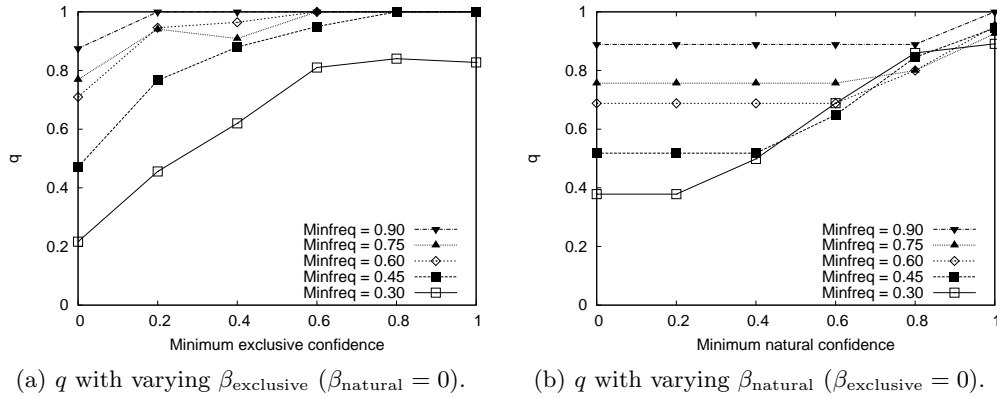 1
0.8
0.6
0.4
0.2
0
q
0 0.2 0.4 0.6 0.8 1
Minimum exclusive confidence
Minfreq = 0.90
Minfreq = 0.75
Minfreq = 0.60
Minfreq = 0.45
Minfreq = 0.30
(a) q with varying βexclusive (βnatural = 0).
1
0.8
0.6
0.4
0.2
0
q
0 0.2 0.4 0.6 0.8 1
Minimum natural confidence
Minfreq = 0.90
Minfreq = 0.75
Minfreq = 0.60
Minfreq = 0.45
Minfreq = 0.30
(b) q with varying βnatural (βexclusive = 0).